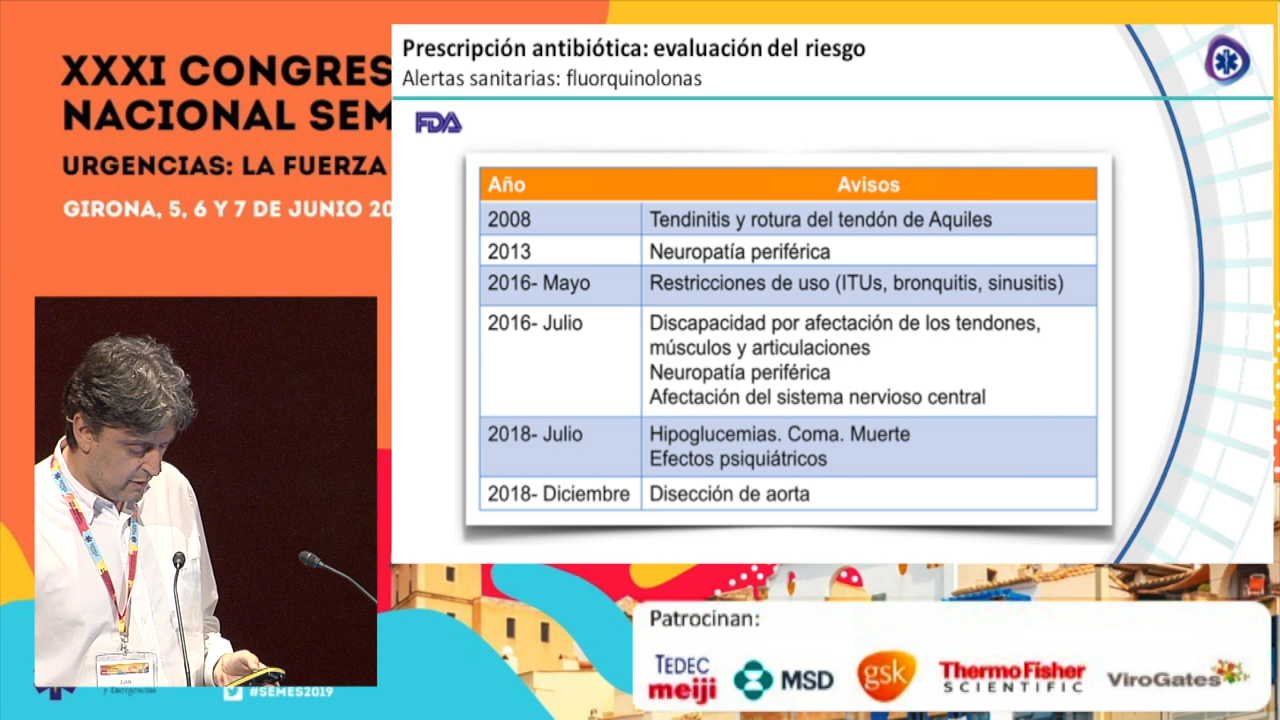 XXXI CONGRES
NACIONAL SEM
URGENCIAS: LA FUERZA
GIRONA, 5, 6 Y 7 DE JUNIO 20
Prescripción antibiótica: evaluación del riesgo
Alertas sanitarias: fluorquinolonas
FDA
Año Avisos
2008 Tendinitis y rotura del tendón de Aquiles
2013 Neuropatía periférica
2016- Mayo Restricciones de uso (ITUs, bronquitis, sinusitis)
2016- Julio Discapacidad por afectación de los tendones,
músculos y articulaciones
Neuropatía periférica
Afectación del sistema nervioso central
2018- Julio Hipoglucemias. Coma. Muerte
Efectos psiquiátricos
2018- Diciembre Disección de aorta
y Emergencias
#SEMES2019
Patrocinan:
TEDEC
meiji
MSD
gsk
ThermoFisher
SCIENTIFIC
ViroGates